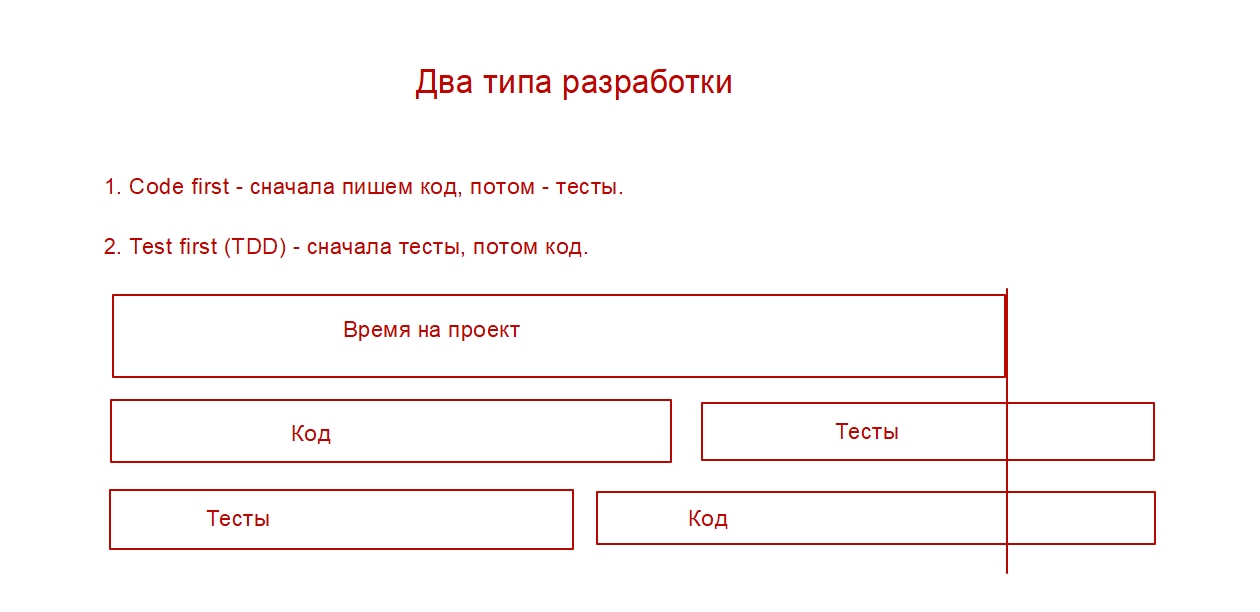 Два типа разработки
1. Code first - сначала пишем код, потом - тесты.
2. Test first (TDD) - сначала тесты, потом код.
Время на проект
Код
Тесты
Тесты
Код